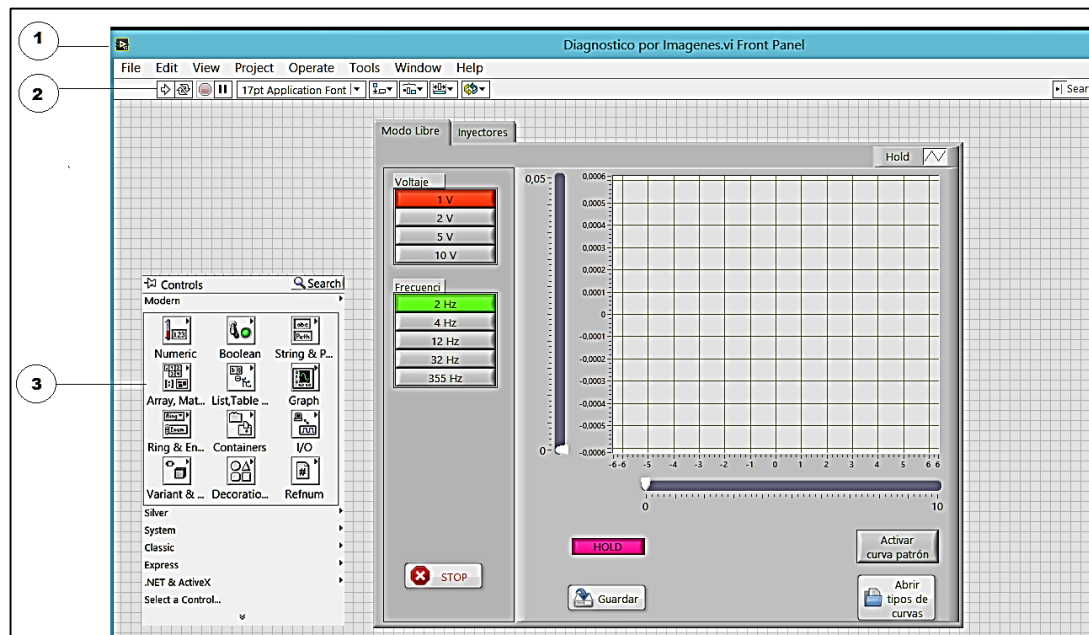 1
Diagnostico por Imagenes.vi Front Panel
File Edit View Project Operate Tools Window Help
2
17pt Application Font
Sear
Modo Libre
Inyectores
Hold
Voltaje
1 V
2 V
5 V
10 V
Frecuenci
2 Hz
4 Hz
12 Hz
32 Hz
355 Hz
STOP
0,05
0
0,0006
0,0005
0,0004
0,0003
0,0002
0,0001
0
-0,0001
-0,0002
-0,0003
-0,0004
-0,0005
-0,0006
-6 -6 -5 -4 -3 -2 -1 0 1 2 3 4 5 6 6
0 10
HOLD
Guardar
Activar
curva patrón
Abrir
tipos de
curvas
3
Controls
Search
Modern
Numeric Boolean String & P...
Array, Mat... List,Table ... Graph
Ring & En... Containers I/O
Variant & ... Decoratio... Refnum
Silver
System
Classic
Express
.NET & ActiveX
Select a Control...